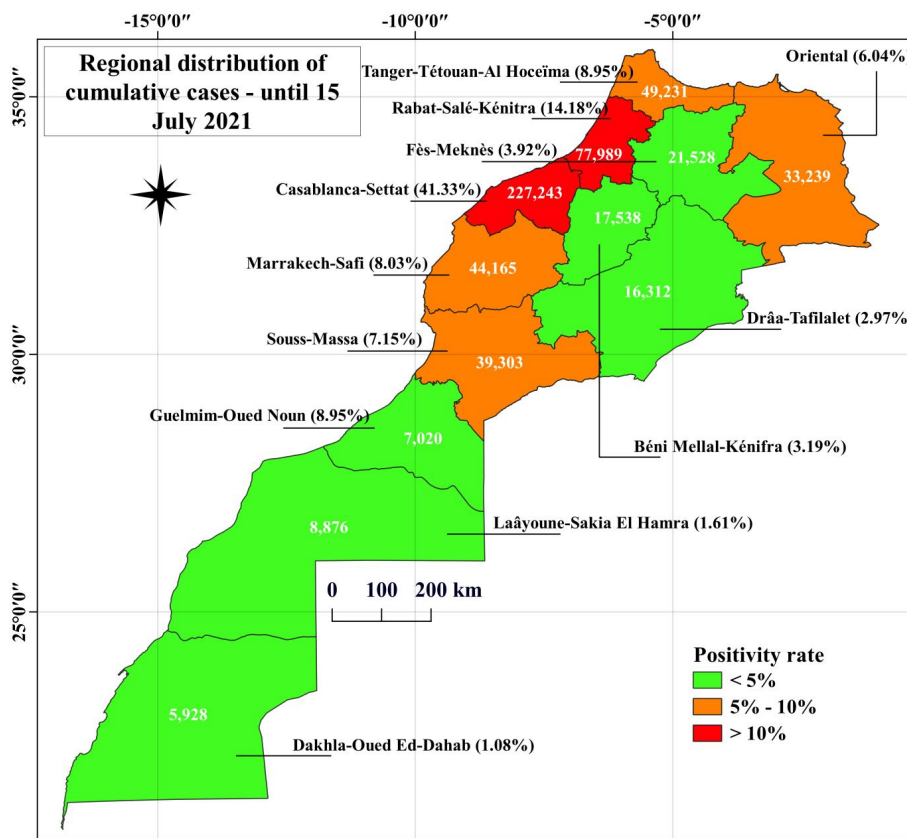 -15°0'0"
-10°0'0"
-5°0'0"
Regional distribution of
cumulative cases - until 15
July 2021
Oriental (6.04%)
Tanger-Tétouan-Al Hoceïma (8.95%)
35°0'0"
49,231
Rabat-Salé-Kénitra (14.18%)
Fès-Meknès (3.92%)
77,989
21,528
33,239
Casablanca-Settat (41.33%)
227,243
17,538
Marrakech-Safi (8.03%)
44,165
16,312
Drâa-Tafilalet (2.97%)
Souss-Massa (7.15%)
30°0'0"
39,303
Guelmim-Oued Noun (8.95%)
7,020
Béni Mellal-Kénifra (3.19%)
8,876
Laâyoune-Sakia El Hamra (1.61%)
0 100 200 km
25°0'0"
Positivity rate
< 5%
5% - 10%
> 10%
5,928
Dakhla-Oued Ed-Dahab (1.08%)